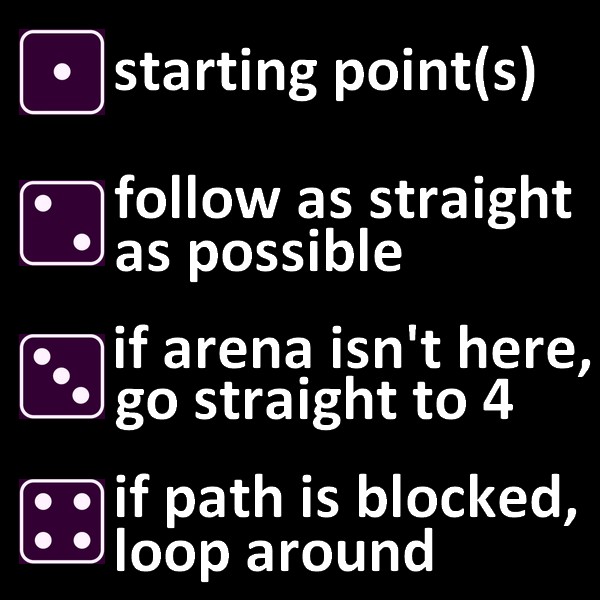 starting point(s)
follow as straight
as possible
if arena isn't here,
go straight to 4
if path is blocked,
loop around